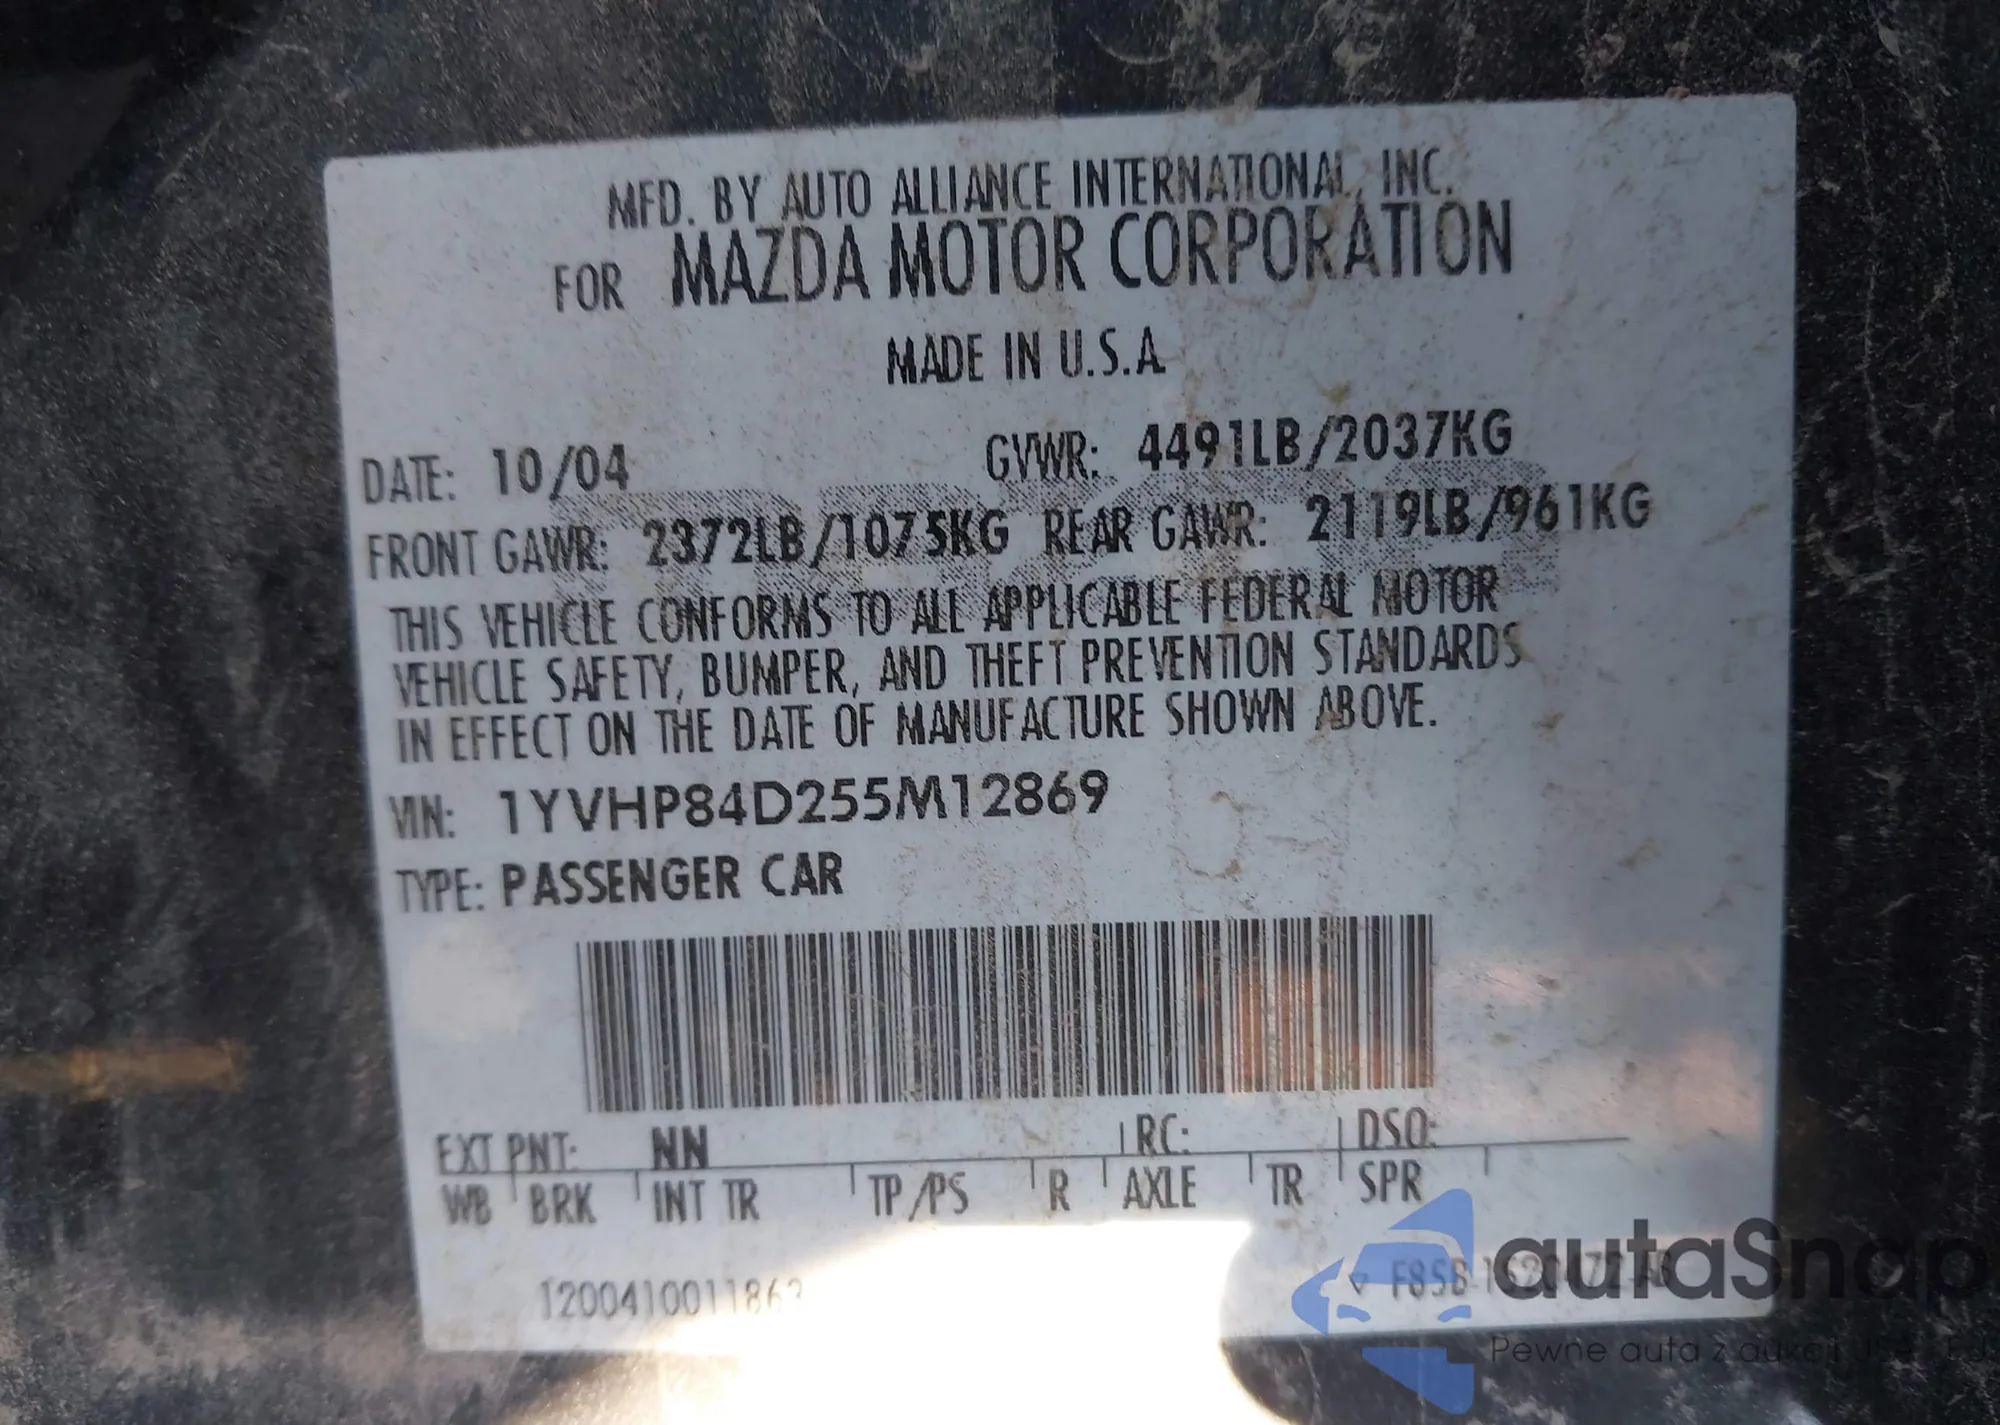 MFD. BY AUTO ALLIANCE INTERNATIONAL, INC.
FOR MAZDA MOTOR CORPORATION
MADE IN U.S.A.
DATE: 10/04 GVWR: 4491LB/2037KG
FRONT GAWR: 2372LB/1075KG REAR GAWR: 2119LB/961KG
THIS VEHICLE CONFORMS TO ALL APPLICABLE FEDERAL MOTOR
VEHICLE SAFETY, BUMPER, AND THEFT PREVENTION STANDARDS
IN EFFECT ON THE DATE OF MANUFACTURE SHOWN ABOVE.
VIN: 1YVHP84D255M12869
TYPE: PASSENGER CAR
EXT PNT: NN RC: DSO:
WB BRK INT TR TP/PS R AXLE TR SPR
autaSnap
Pewne auta z aukcji